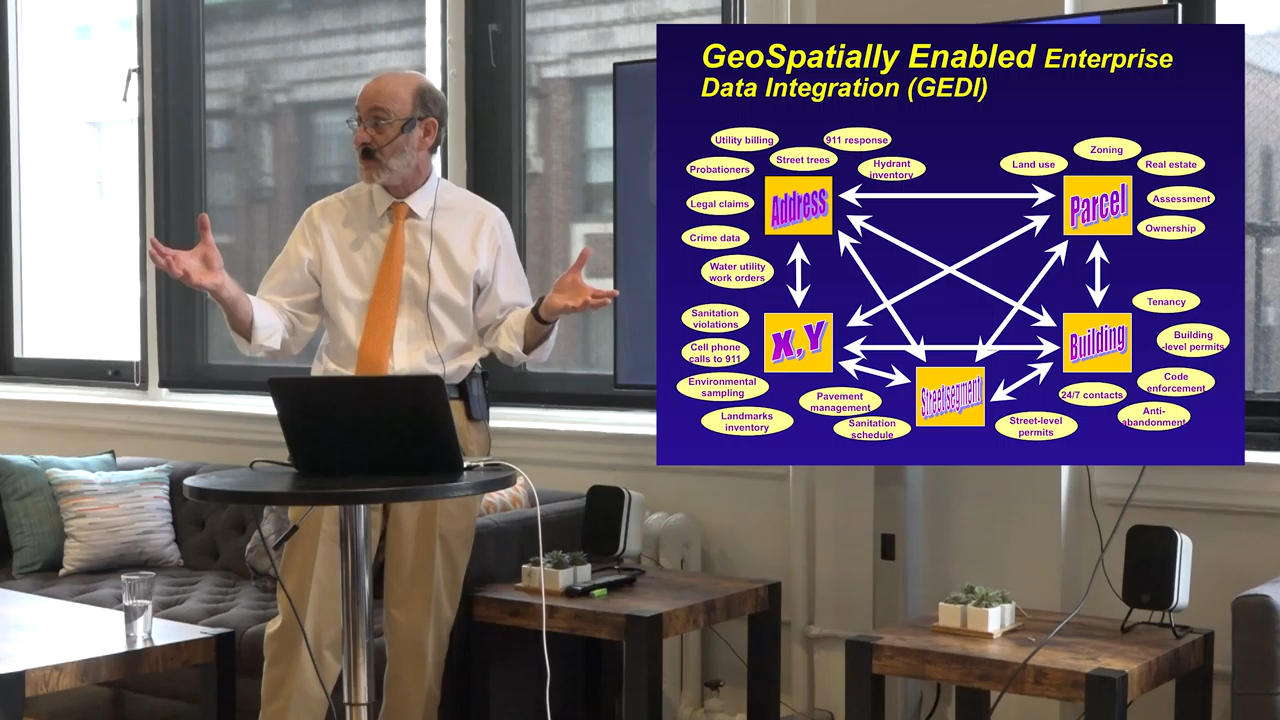 GeoSpatially Enabled Enterprise
Data Integration (GEDI)
Utility billing
911 response
Street trees
Probationers
Hydrant
inventory
Legal claims
Crime data
Water utility
work orders
Address
Land use
Zoning
Real estate
Assessment
Ownership
Parcel
Sanitation
violations
Cell phone
calls to 911
Environmental
sampling
Landmarks
inventory
X,Y
Pavement
management
Sanitation
schedule
Street segment
Street-level
permits
Building
Tenancy
Building
-level permits
Code
enforcement
24/7 contacts
Anti-
abandonment